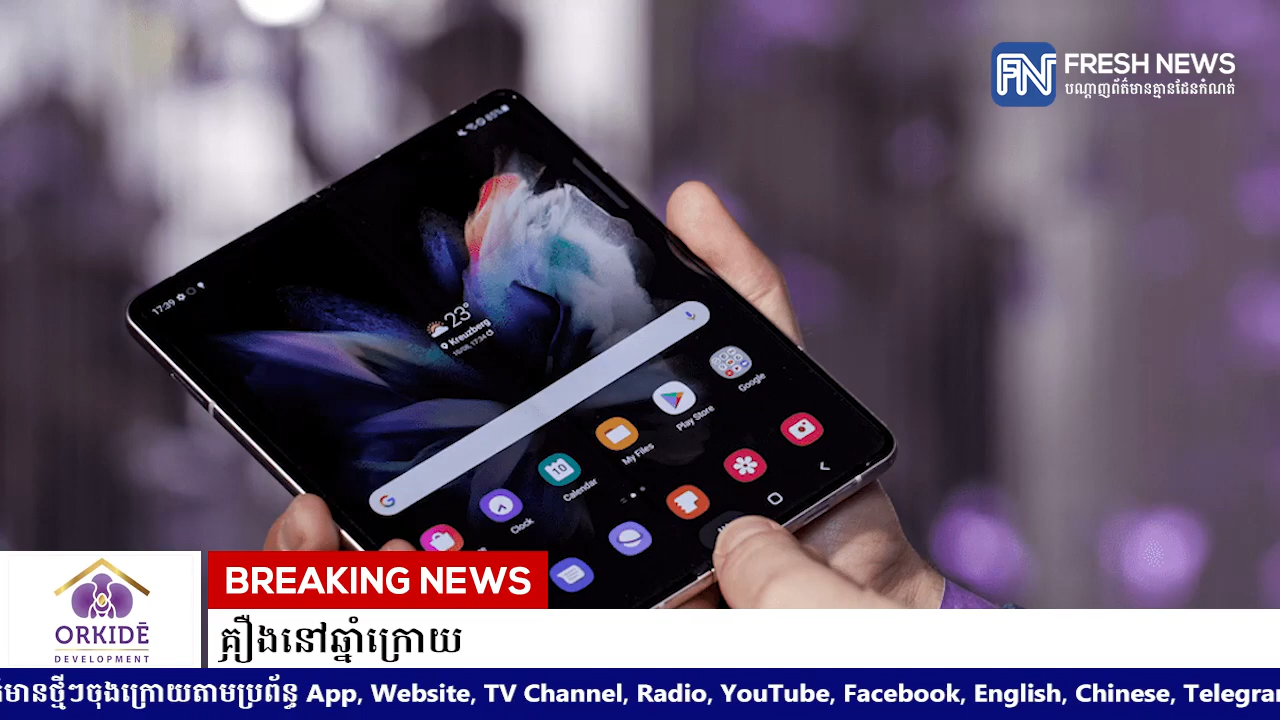 FRESH NEWS
បណ្តាញព័ត៌មានគ្មានដែនកំណត់
17:39
23°
Kreuzberg
Google
Play Store
My Files
Calendar
10
Clock
BREAKING NEWS
ORKIDĒ
DEVELOPMENT
គ្រឿងនៅឆ្នាំក្រោយ
មានថ្មីៗចុងក្រោយតាមប្រព័ន្ធ App, Website, TV Channel, Radio, YouTube, Facebook, English, Chinese, Telegram